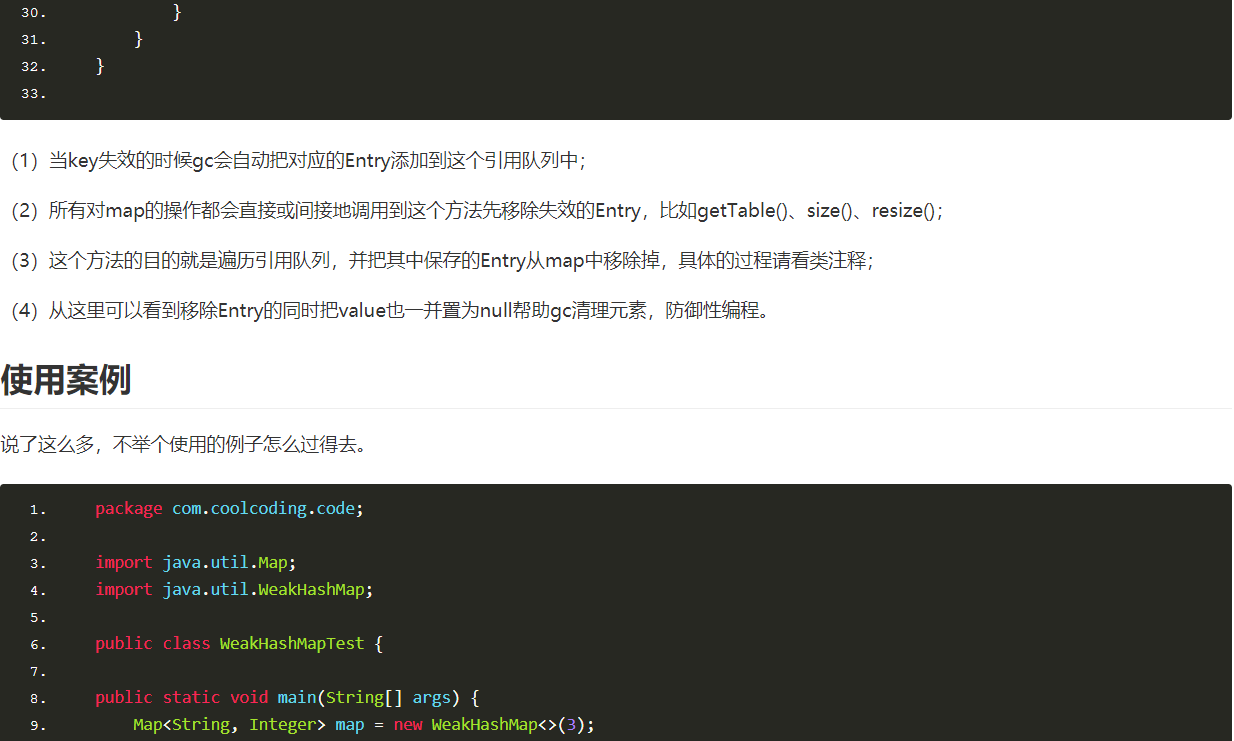 30.             }
31.         }
32.     }
33.
（1）当key失效的时候gc会自动把对应的Entry添加到这个引用队列中；
（2）所有对map的操作都会直接或间接地调用到这个方法先移除失效的Entry，比如getTable()、size()、resize()；
（3）这个方法的目的就是遍历引用队列，并把其中保存的Entry从map中移除掉，具体的过程请看类注释；
（4）从这里可以看到移除Entry的同时把value也一并置为null帮助gc清理元素，防御性编程。
使用案例
说了这么多，不举个使用的例子怎么过得去。
1.     package com.coolcoding.code;
2.
3.     import java.util.Map;
4.     import java.util.WeakHashMap;
5.
6.     public class WeakHashMapTest {
7.
8.     public static void main(String[] args) {
9.         Map<String, Integer> map = new WeakHashMap<>(3);